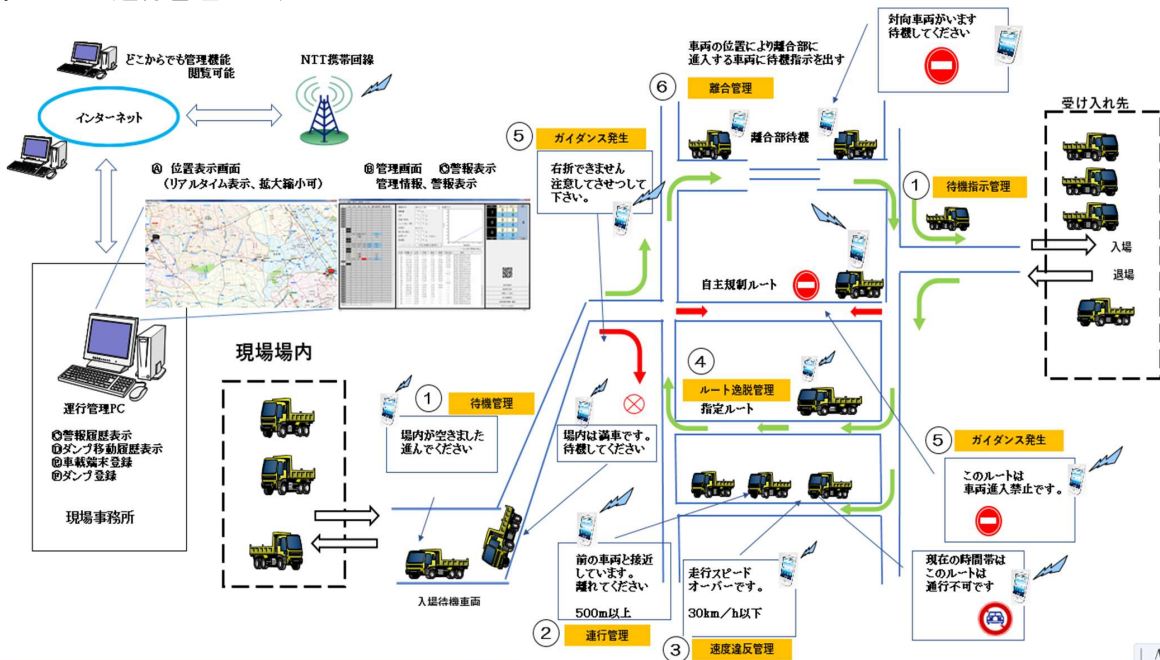 どこからでも管理機能
閲覧可能
NTT携帯回線
インターネット
Ⓐ 位置表示画面
(リアルタイム表示、拡大縮小可)
Ⓑ管理画面 Ⓒ警報表示
管理情報、警報表示
運行管理PC
Ⓒ警報履歴表示
Ⓓダンプ移動履歴表示
Ⓔ車載端末登録
Ⓕダンプ登録
現場事務所
現場場内
① 待機管理
場内が空きました
進んでください
入場待機車両
⑤ ガイダンス発生
右折できません
注意してさせつして
下さい。
場内は満車です。
待機してください
車両の位置により離合部に
進入する車両に待機指示を出す
⑥ 離合管理
離合部待機
対向車両がいます
待機してください
① 待機指示管理
受け入れ先
入場
退場
自主規制ルート
④
ルート逸脱管理
指定ルート
⑤ ガイダンス発生
このルートは
車両進入禁止です。
現在の時間帯は
このルートは
通行不可です
前の車両と接近
しています。
離れてください
500m以上
② 連行管理
走行スピード
オーバーです。
30km/h以下
③ 速度違反管理